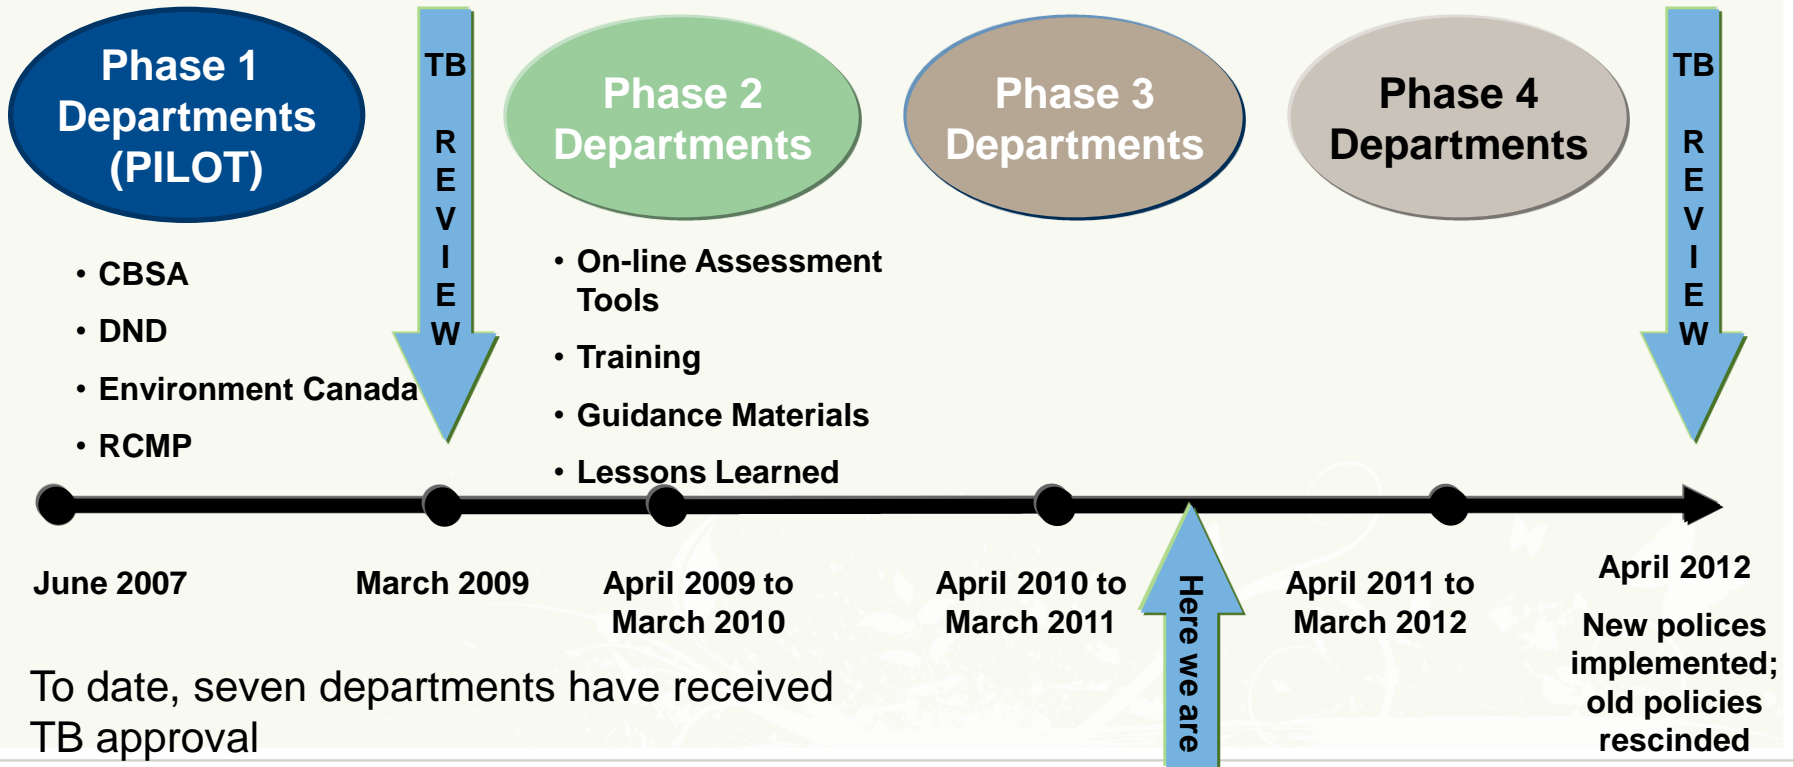 Phase 1
Departments
(PILOT)
TB
REVIEW
Phase 2
Departments
Phase 3
Departments
Phase 4
Departments
TB
REVIEW
• CBSA
• DND
• Environment Canada
• RCMP
• On-line Assessment
Tools
• Training
• Guidance Materials
• Lessons Learned
June 2007
March 2009
April 2009 to
March 2010
April 2010 to
March 2011
Here we are
April 2011 to
March 2012
April 2012
New polices
implemented;
old policies
rescinded
To date, seven departments have received
TB approval